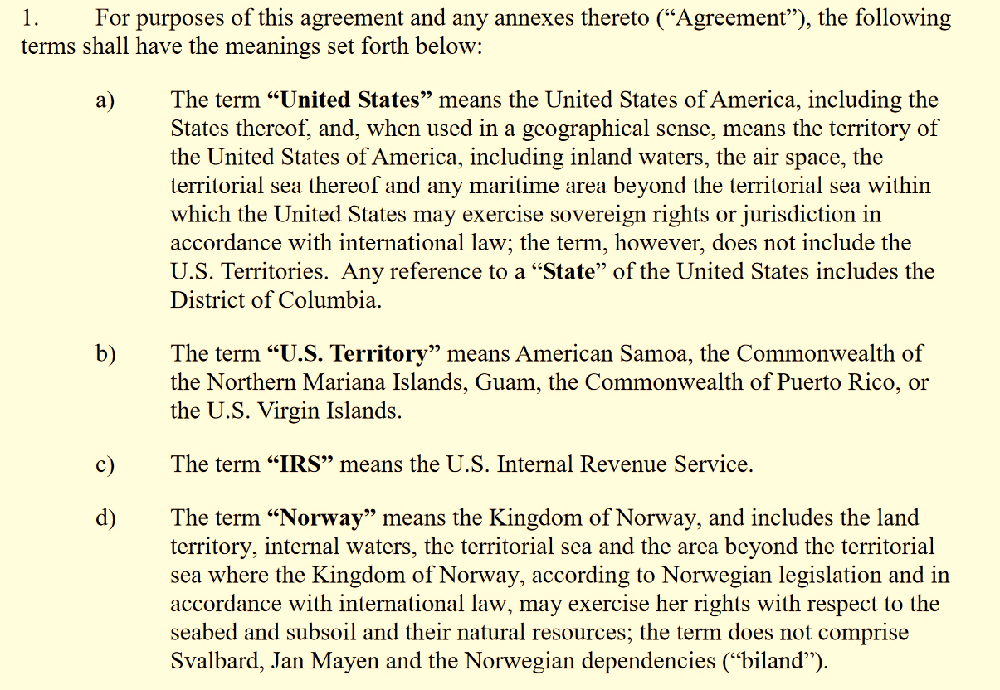 1. For purposes of this agreement and any annexes thereto (“Agreement”), the following
terms shall have the meanings set forth below:
a) The term “United States” means the United States of America, including the
States thereof, and, when used in a geographical sense, means the territory of
the United States of America, including inland waters, the air space, the
territorial sea thereof and any maritime area beyond the territorial sea within
which the United States may exercise sovereign rights or jurisdiction in
accordance with international law; the term, however, does not include the
U.S. Territories. Any reference to a “State” of the United States includes the
District of Columbia.
b) The term “U.S. Territory” means American Samoa, the Commonwealth of
the Northern Mariana Islands, Guam, the Commonwealth of Puerto Rico, or
the U.S. Virgin Islands.
c) The term “IRS” means the U.S. Internal Revenue Service.
d) The term “Norway” means the Kingdom of Norway, and includes the land
territory, internal waters, the territorial sea and the area beyond the territorial
sea where the Kingdom of Norway, according to Norwegian legislation and in
accordance with international law, may exercise her rights with respect to the
seabed and subsoil and their natural resources; the term does not comprise
Svalbard, Jan Mayen and the Norwegian dependencies (“biland”).